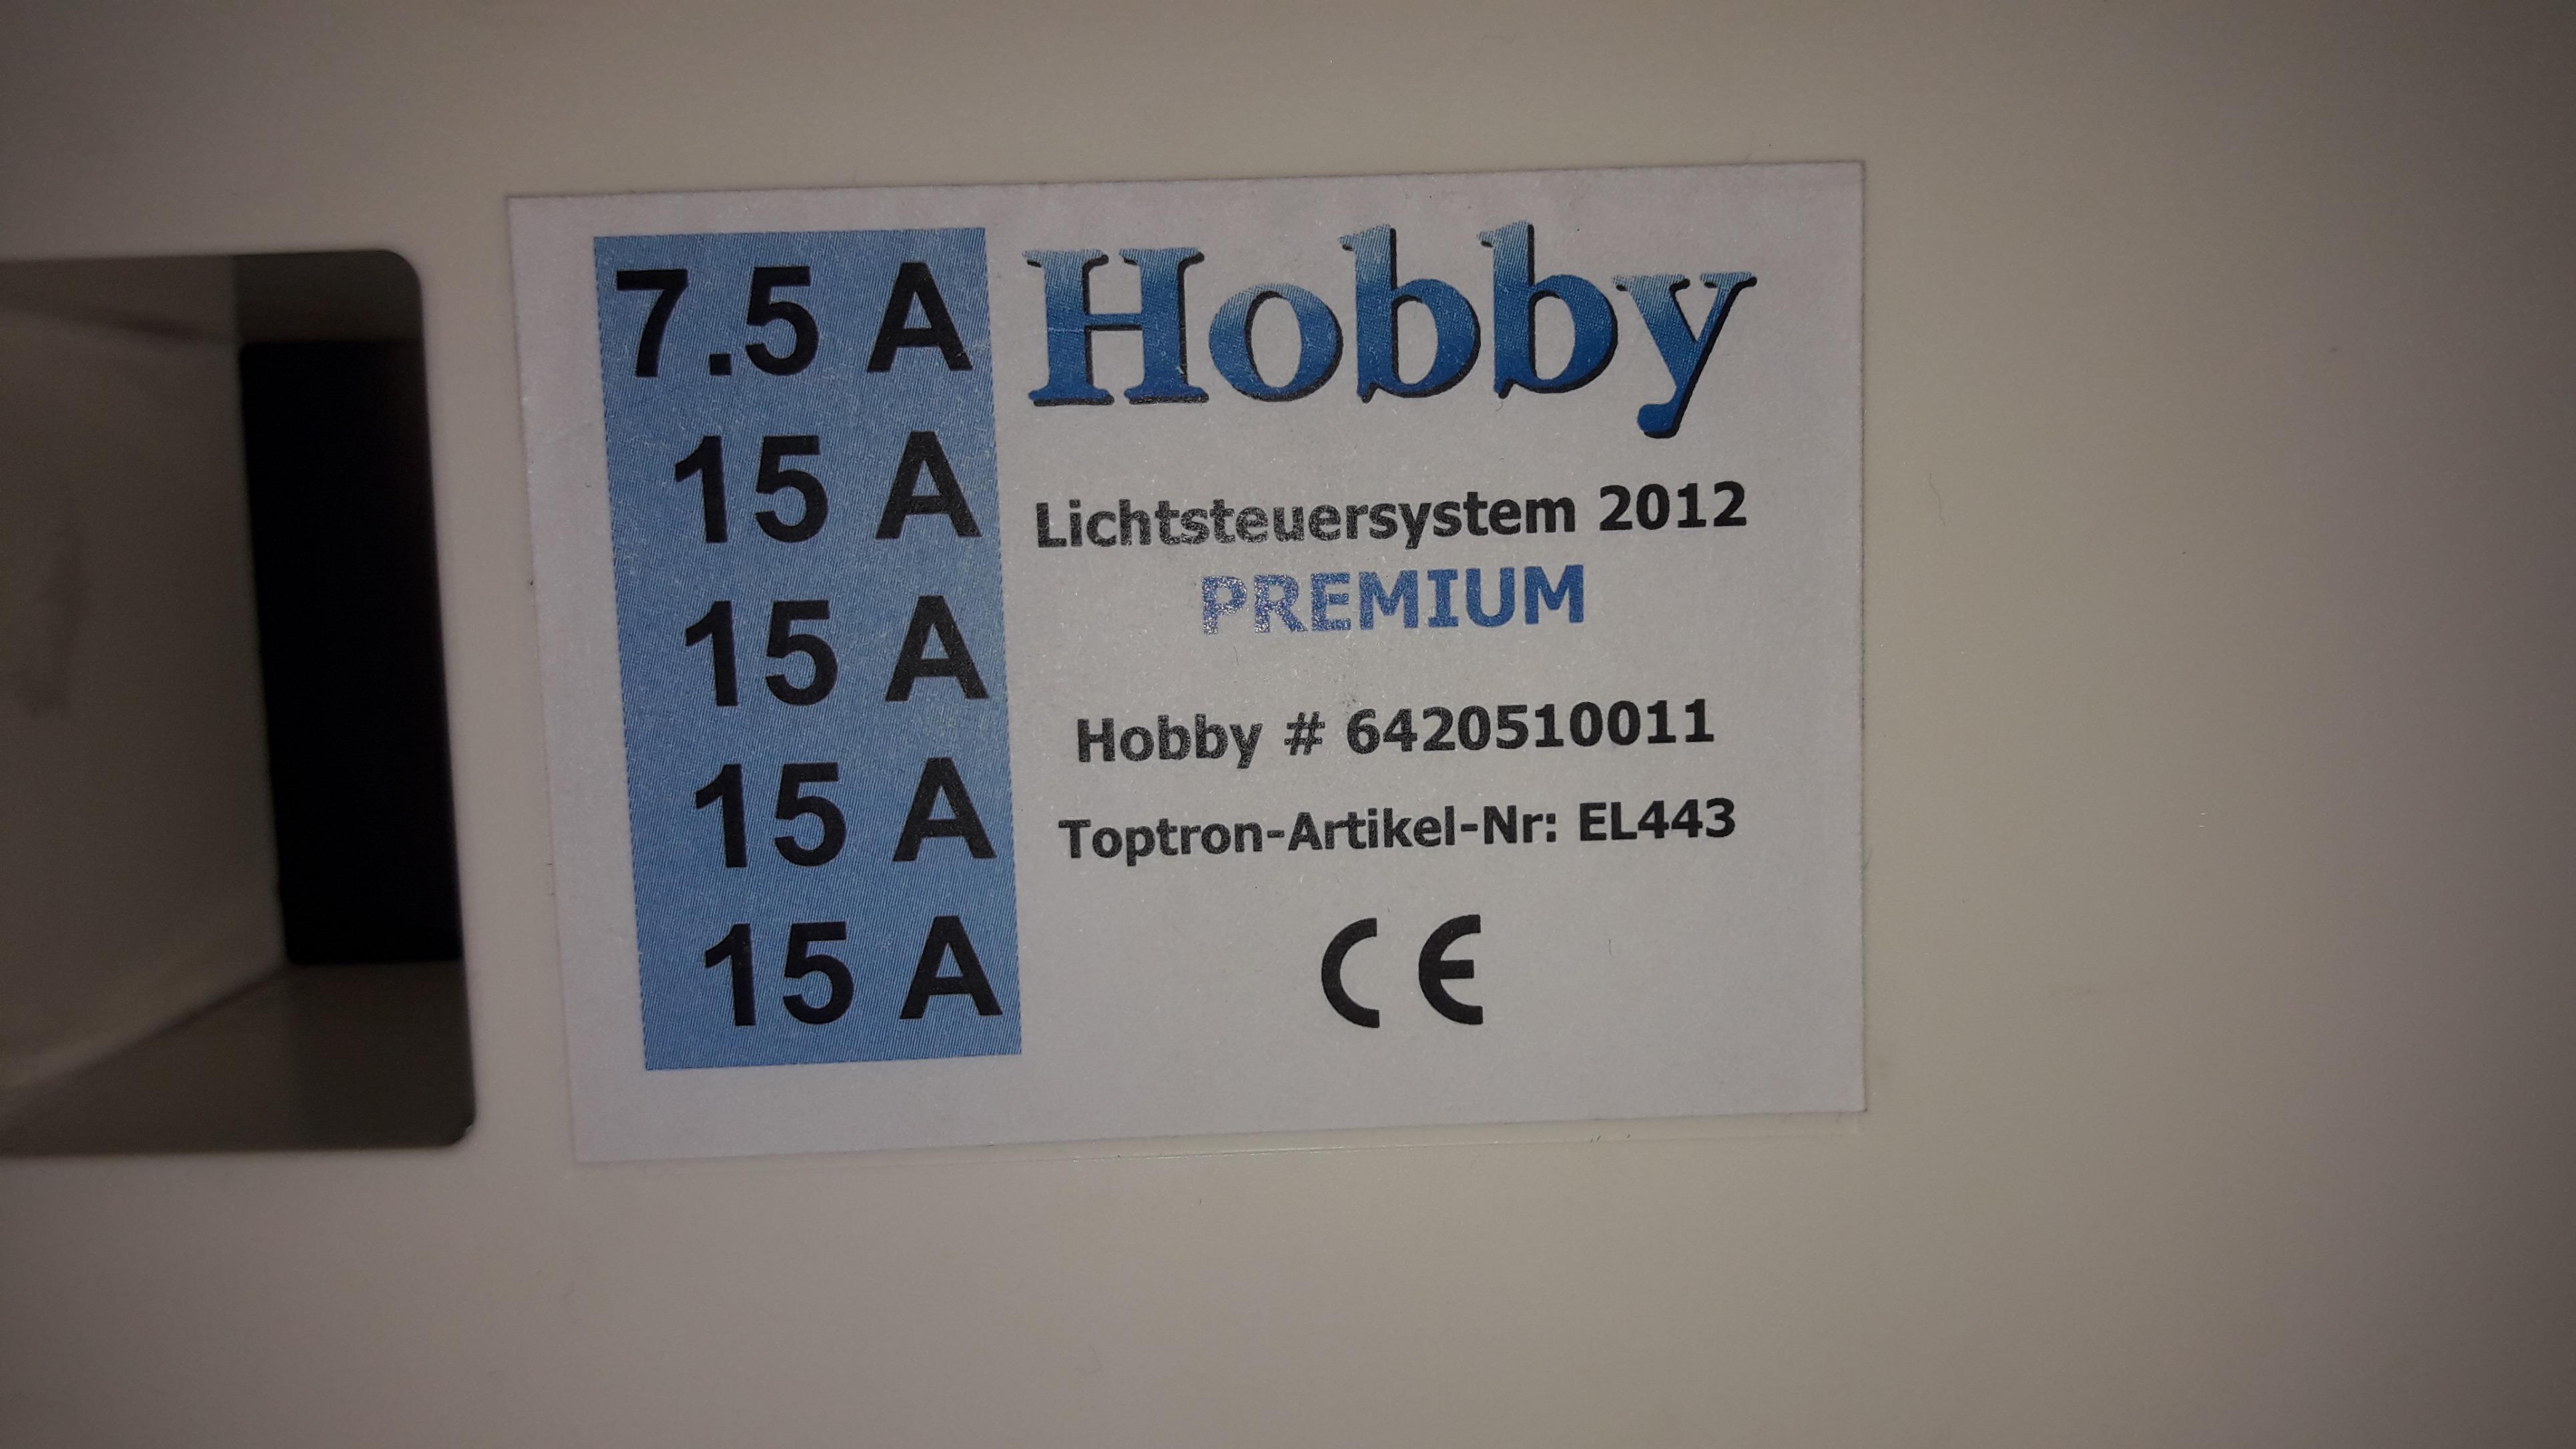 7.5 A
15 A
15 A
15 A
15 A
Hobby
Lichtsteuersystem 2012
PREMIUM
Hobby # 6420510011
Toptron-Artikel-Nr: EL443
CE